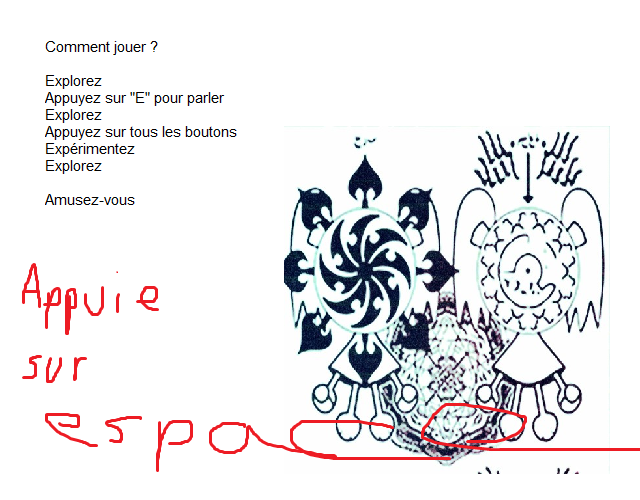 Comment jouer ?
Explorez
Appuyez sur "E" pour parler
Explorez
Appuyez sur tous les boutons
Expérimentez
Explorez
Amusez-vous
Appuie
sur
espace